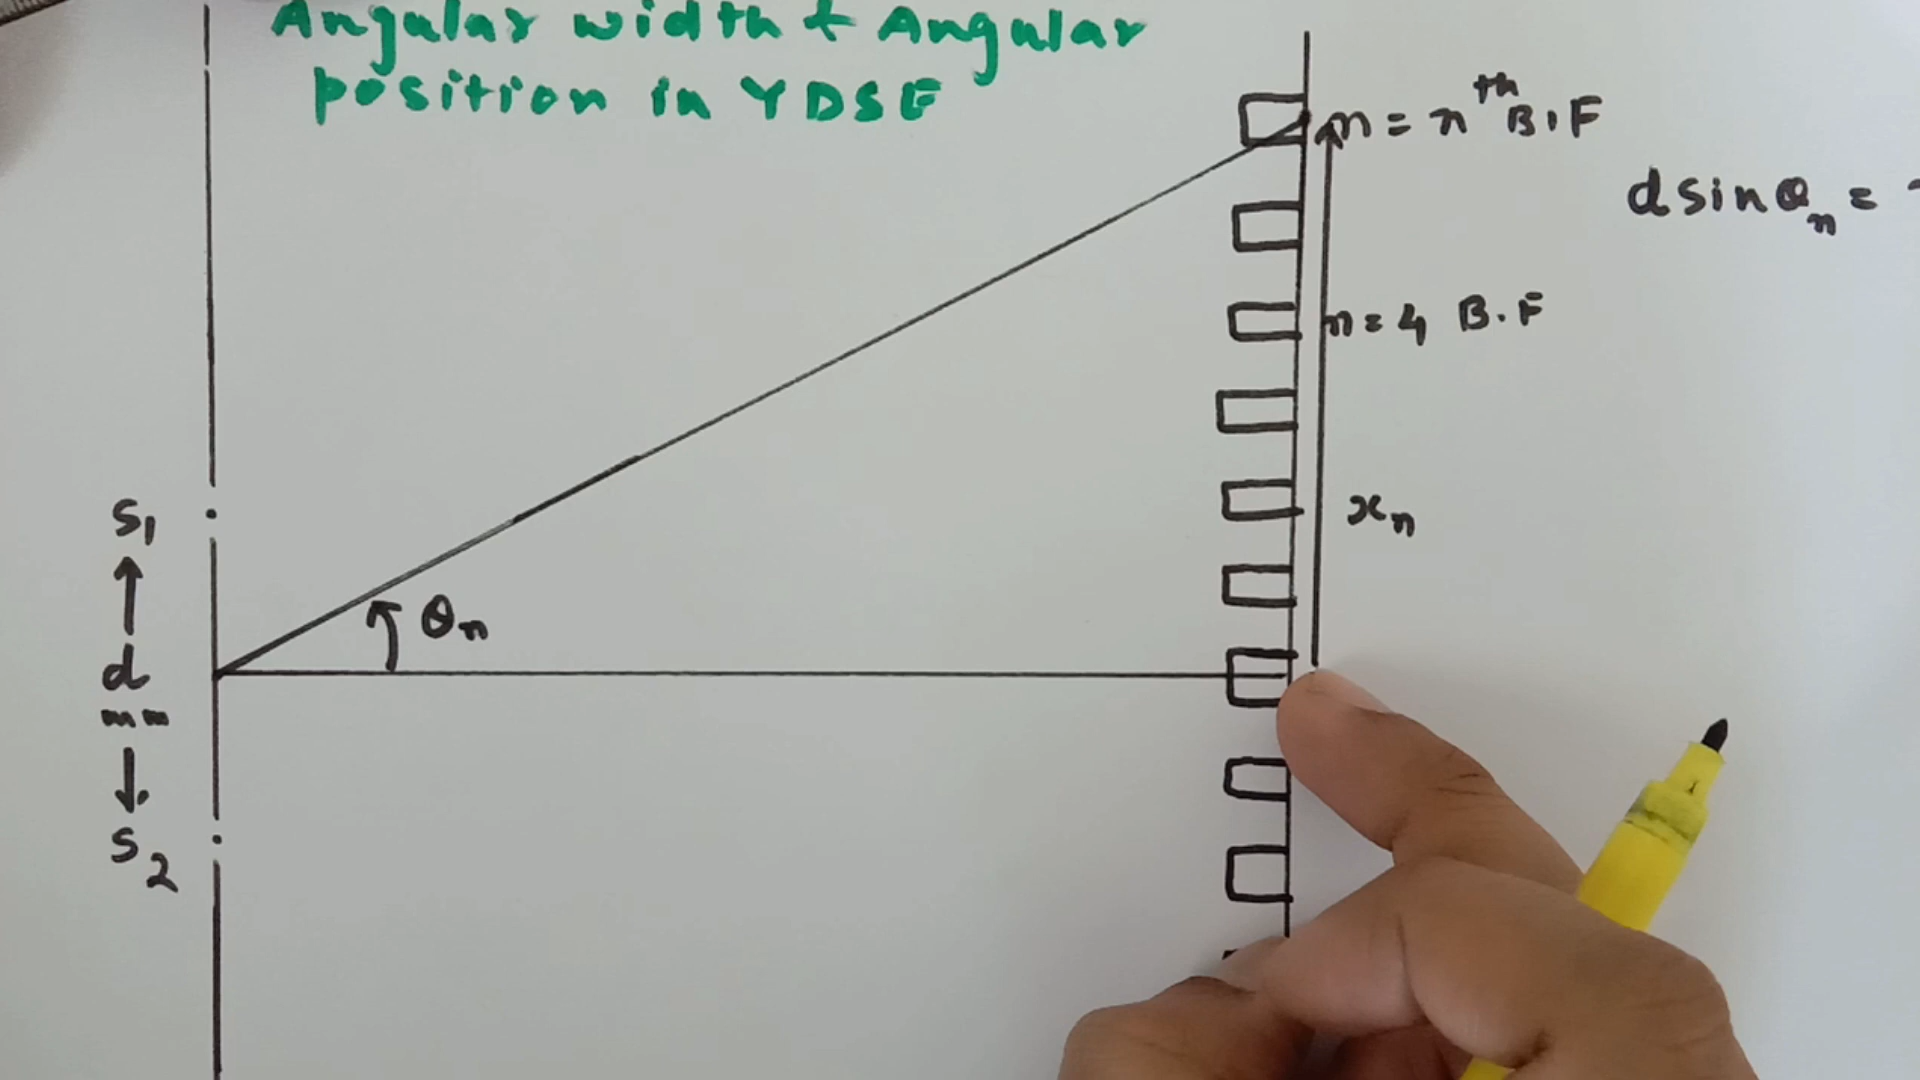 Angular width + Angular
position in YDSE
n = nth B.F
d sin θn =
n = 4 B.F
S1
xn
θn
d
mm
S2